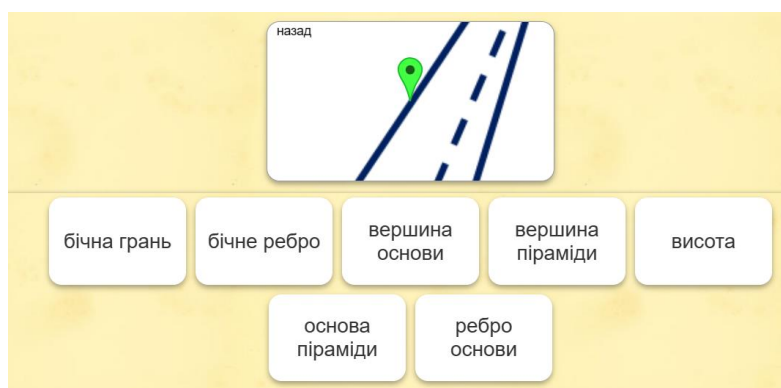 назад
бічна грань
бічне ребро
вершина
основи
вершина
піраміди
висота
основа
піраміди
ребро
основи